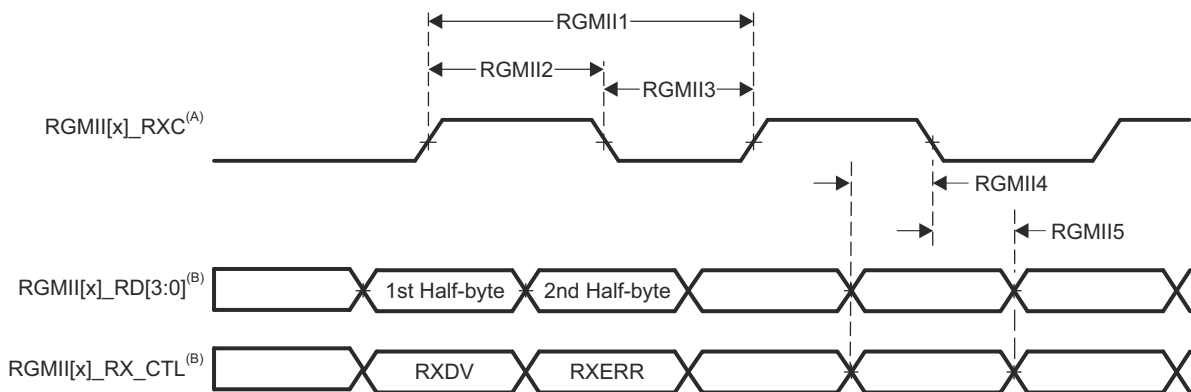 RGMII1
RGMII2
RGMII3
RGMII[x]_RXC(A)
RGMII4
RGMII5
RGMII[x]_RD[3:0](B)
1st Half-byte
2nd Half-byte
RGMII[x]_RX_CTL(B)
RXDV
RXERR